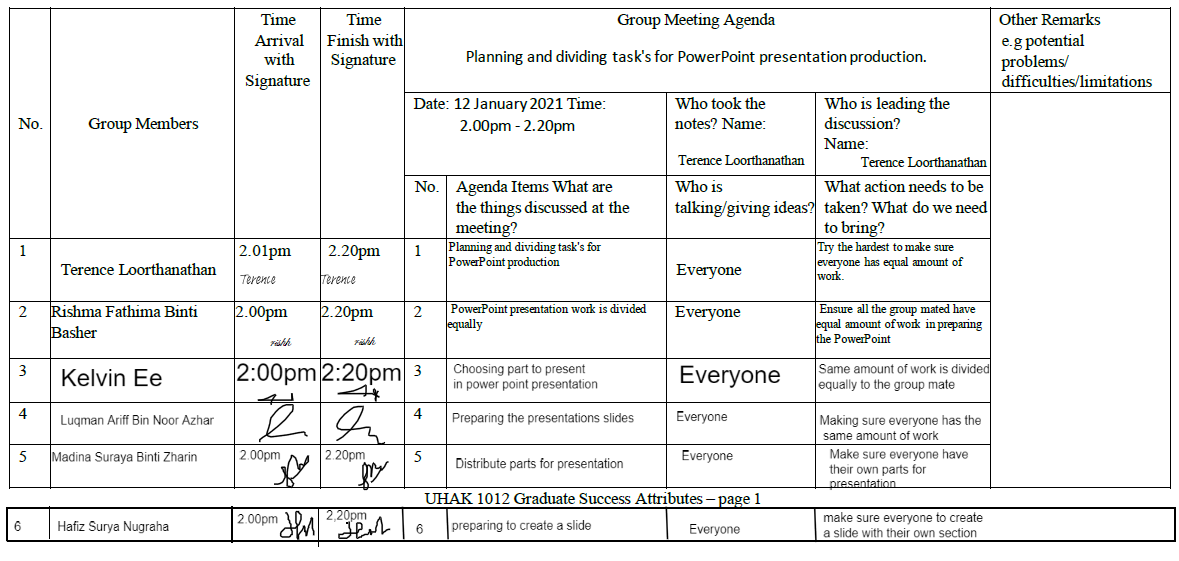 No.
Group Members
Time
Arrival
with
Signature
Time
Finish with
Signature
Group Meeting Agenda
Planning and dividing task's for PowerPoint presentation production.
Other Remarks
e.g potential
problems/
difficulties/limitations
Date: 12 January 2021 Time:
2.00pm - 2.20pm
Who took the
notes? Name:
Terence Loorthanathan
Who is leading the
discussion?
Name:
Terence Loorthanathan
No.
Agenda Items What are
the things discussed at the
meeting?
Who is
talking/giving ideas?
What action needs to be
taken? What do we need
to bring?
1
Terence Loorthanathan
2.01pm
Terence
2.20pm
Terence
1
Planning and dividing task's for
PowerPoint production
Everyone
Try the hardest to make sure
everyone has equal amount of
work.
2
Rishma Fathima Binti
Basher
2.00pm
rishh
2.20pm
rishh
2
PowerPoint presentation work is divided
equally
Everyone
Ensure all the group mated have
equal amount of work in preparing
the PowerPoint
3
Kelvin Ee
2:00pm
2:20pm
3
Choosing part to present
in power point presentation
Everyone
Same amount of work is divided
equally to the group mate
4
Luqman Ariff Bin Noor Azhar
4
Preparing the presentations slides
Everyone
Making sure everyone has the
same amount of work
5
Madina Suraya Binti Zharin
2.00pm
2.20pm
5
Distribute parts for presentation
Everyone
Make sure everyone have
their own parts for
presentation
UHAK 1012 Graduate Success Attributes – page 1
6
Hafiz Surya Nugraha
2.00pm
2,20pm
6
preparing to create a slide
Everyone
make sure everyone to create
a slide with their own section